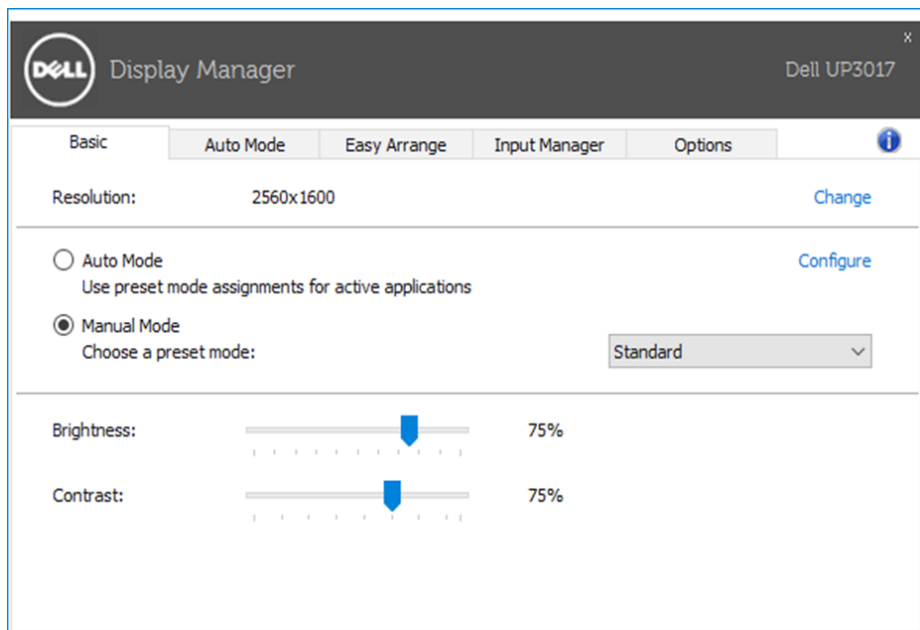 DELL Display Manager
x
Dell UP3017
Basic Auto Mode Easy Arrange Input Manager Options i
Resolution: 2560x1600 Change
Auto Mode Configure
Use preset mode assignments for active applications
Manual Mode
Choose a preset mode: Standard
Brightness: 75%
Contrast: 75%